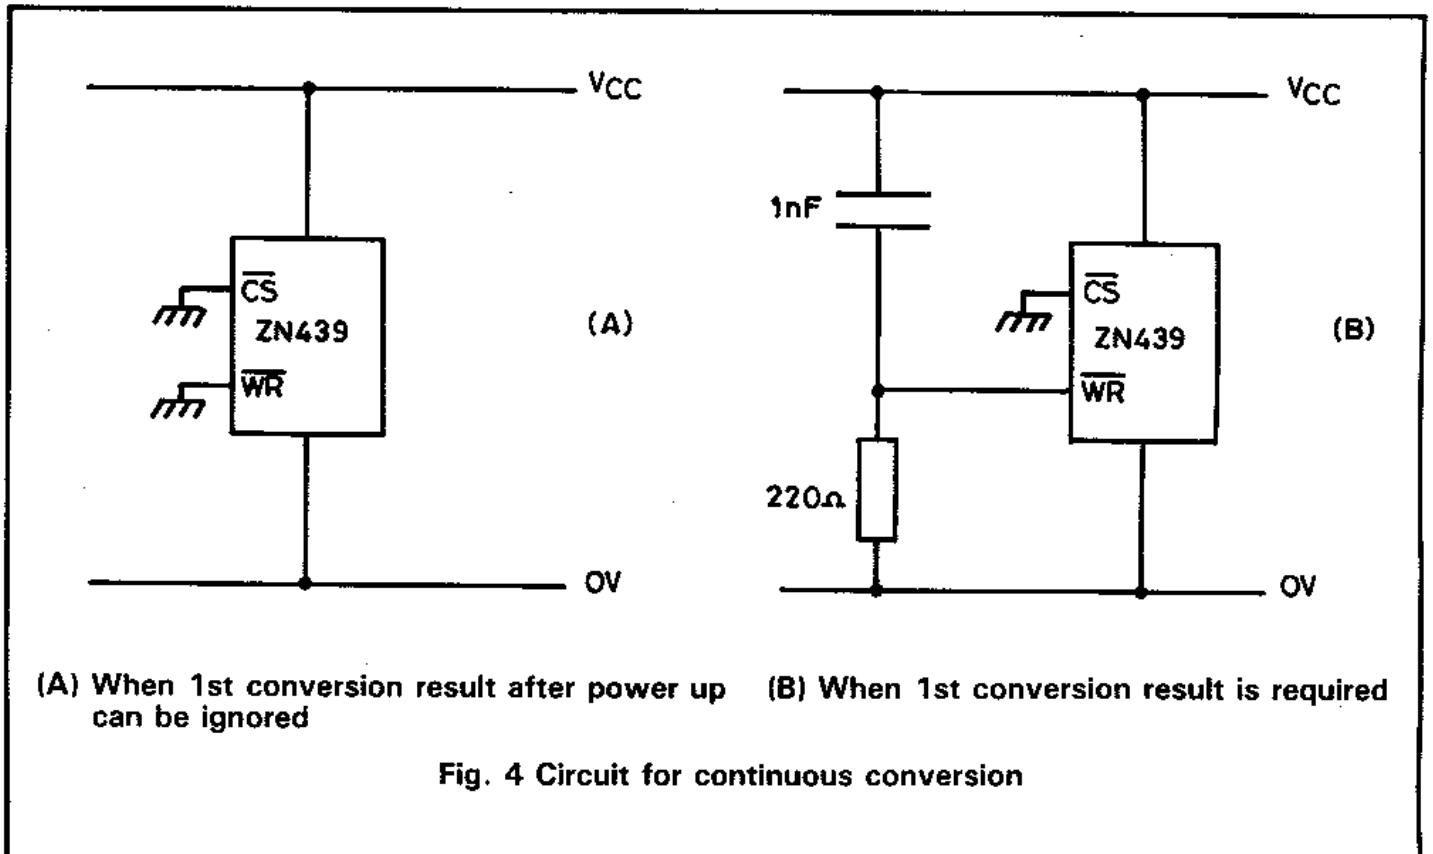 VCC
CS
ZN439
WR
(A)
0V
VCC
1nF
CS
ZN439
WR
(B)
220Ω
0V
(A) When 1st conversion result after power up
can be ignored
(B) When 1st conversion result is required
Fig. 4 Circuit for continuous conversion